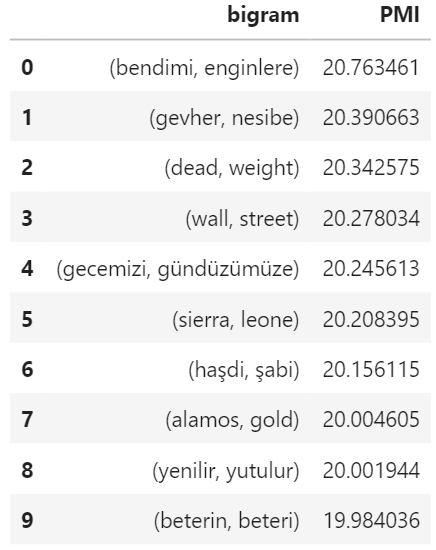 bigram PMI
0 (bendimi, enginlere) 20.763461
1 (gevher, nesibe) 20.390663
2 (dead, weight) 20.342575
3 (wall, street) 20.278034
4 (gecemizi, gündüzümüze) 20.245613
5 (sierra, leone) 20.208395
6 (haşdi, şabi) 20.156115
7 (alamos, gold) 20.004605
8 (yenilir, yutulur) 20.001944
9 (beterin, beteri) 19.984036